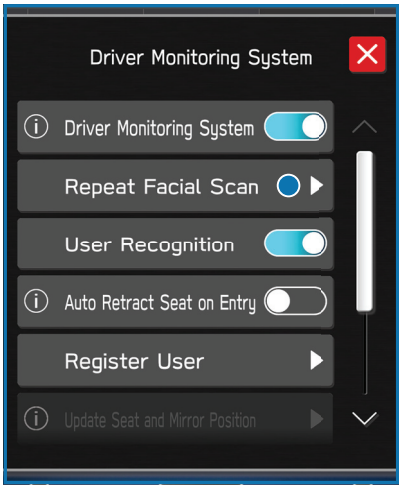 Driver Monitoring System
Driver Monitoring System
Repeat Facial Scan
User Recognition
Auto Retract Seat on Entry
Register User
Update Seat and Mirror Position